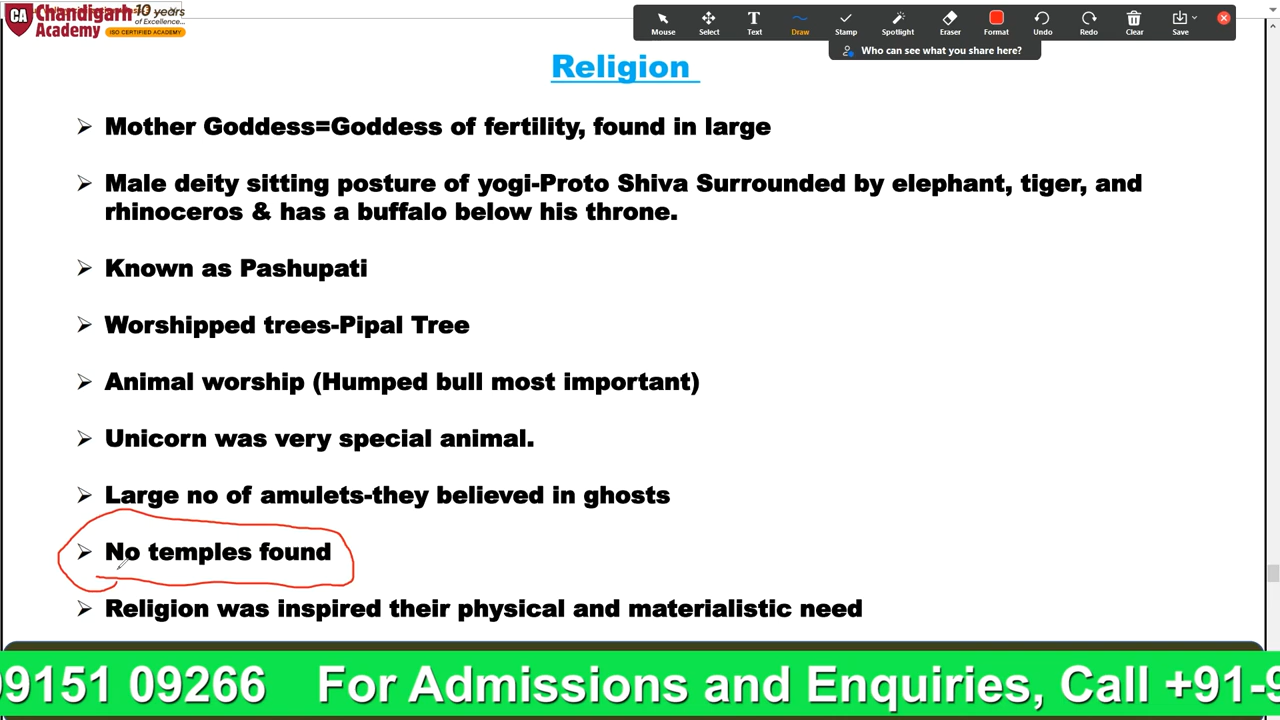 CA Chandigarh Academy
10 years
of Excellence...
ISO CERTIFIED ACADEMY
Mouse Select Text Draw Stamp Spotlight Eraser Format Undo Redo Clear Save
Who can see what you share here?
Religion
Mother Goddess=Goddess of fertility, found in large
Male deity sitting posture of yogi-Proto Shiva Surrounded by elephant, tiger, and
rhinoceros & has a buffalo below his throne.
Known as Pashupati
Worshipped trees-Pipal Tree
Animal worship (Humped bull most important)
Unicorn was very special animal.
Large no of amulets-they believed in ghosts
No temples found
Religion was inspired their physical and materialistic need
09151 09266 For Admissions and Enquiries, Call +91-9